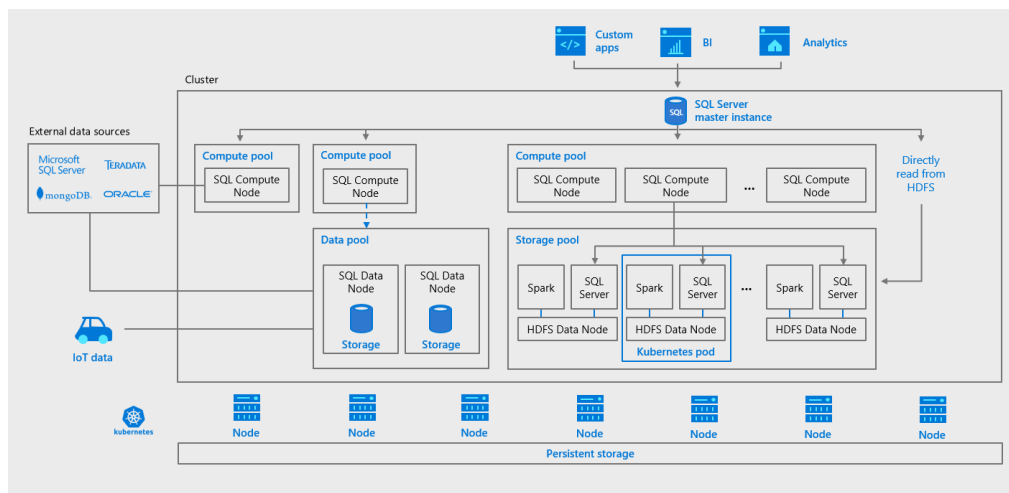 Custom
apps
BI
Analytics
Cluster
SQL
SQL Server
master instance
External data sources
Microsoft
SQL Server
TERADATA
mongoDB.
ORACLE
Compute pool
SQL Compute
Node
Compute pool
SQL Compute
Node
Compute pool
SQL Compute
Node
SQL Compute
Node
...
SQL Compute
Node
Directly
read from
HDFS
Data pool
SQL Data
Node
Storage
SQL Data
Node
Storage
Storage pool
Spark
SQL
Server
HDFS Data Node
Spark
SQL
Server
HDFS Data Node
Kubernetes pod
...
Spark
SQL
Server
HDFS Data Node
IoT data
kubernetes
Node
Node
Node
Node
Node
Node
Node
Persistent storage